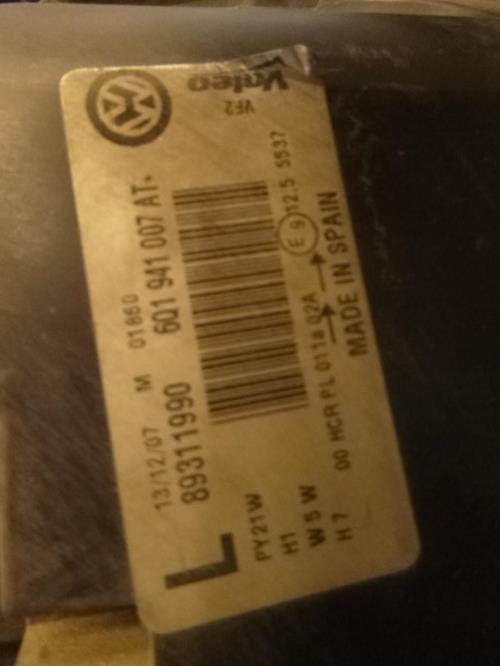 Valeo
VF2
13/12/07 M 01860
89311990 6Q1 941 007 AT.
L
PY21W
H1
W5W
H7
E 9 12.5 5537
00 HCR PL 011a 02A
MADE IN SPAIN